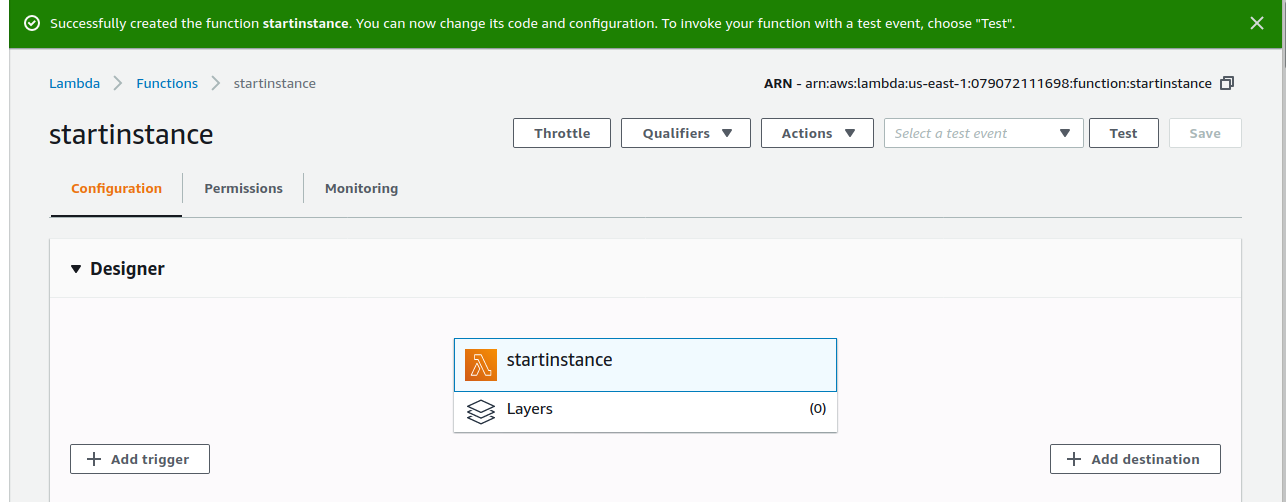 Successfully created the function startinstance. You can now change its code and configuration. To invoke your function with a test event, choose "Test".
Lambda Functions startinstance
ARN - arn:aws:lambda:us-east-1:079072111698:function:startinstance
startinstance
Throttle Qualifiers Actions Select a test event Test Save
Configuration Permissions Monitoring
Designer
startinstance
Layers (0)
Add trigger Add destination